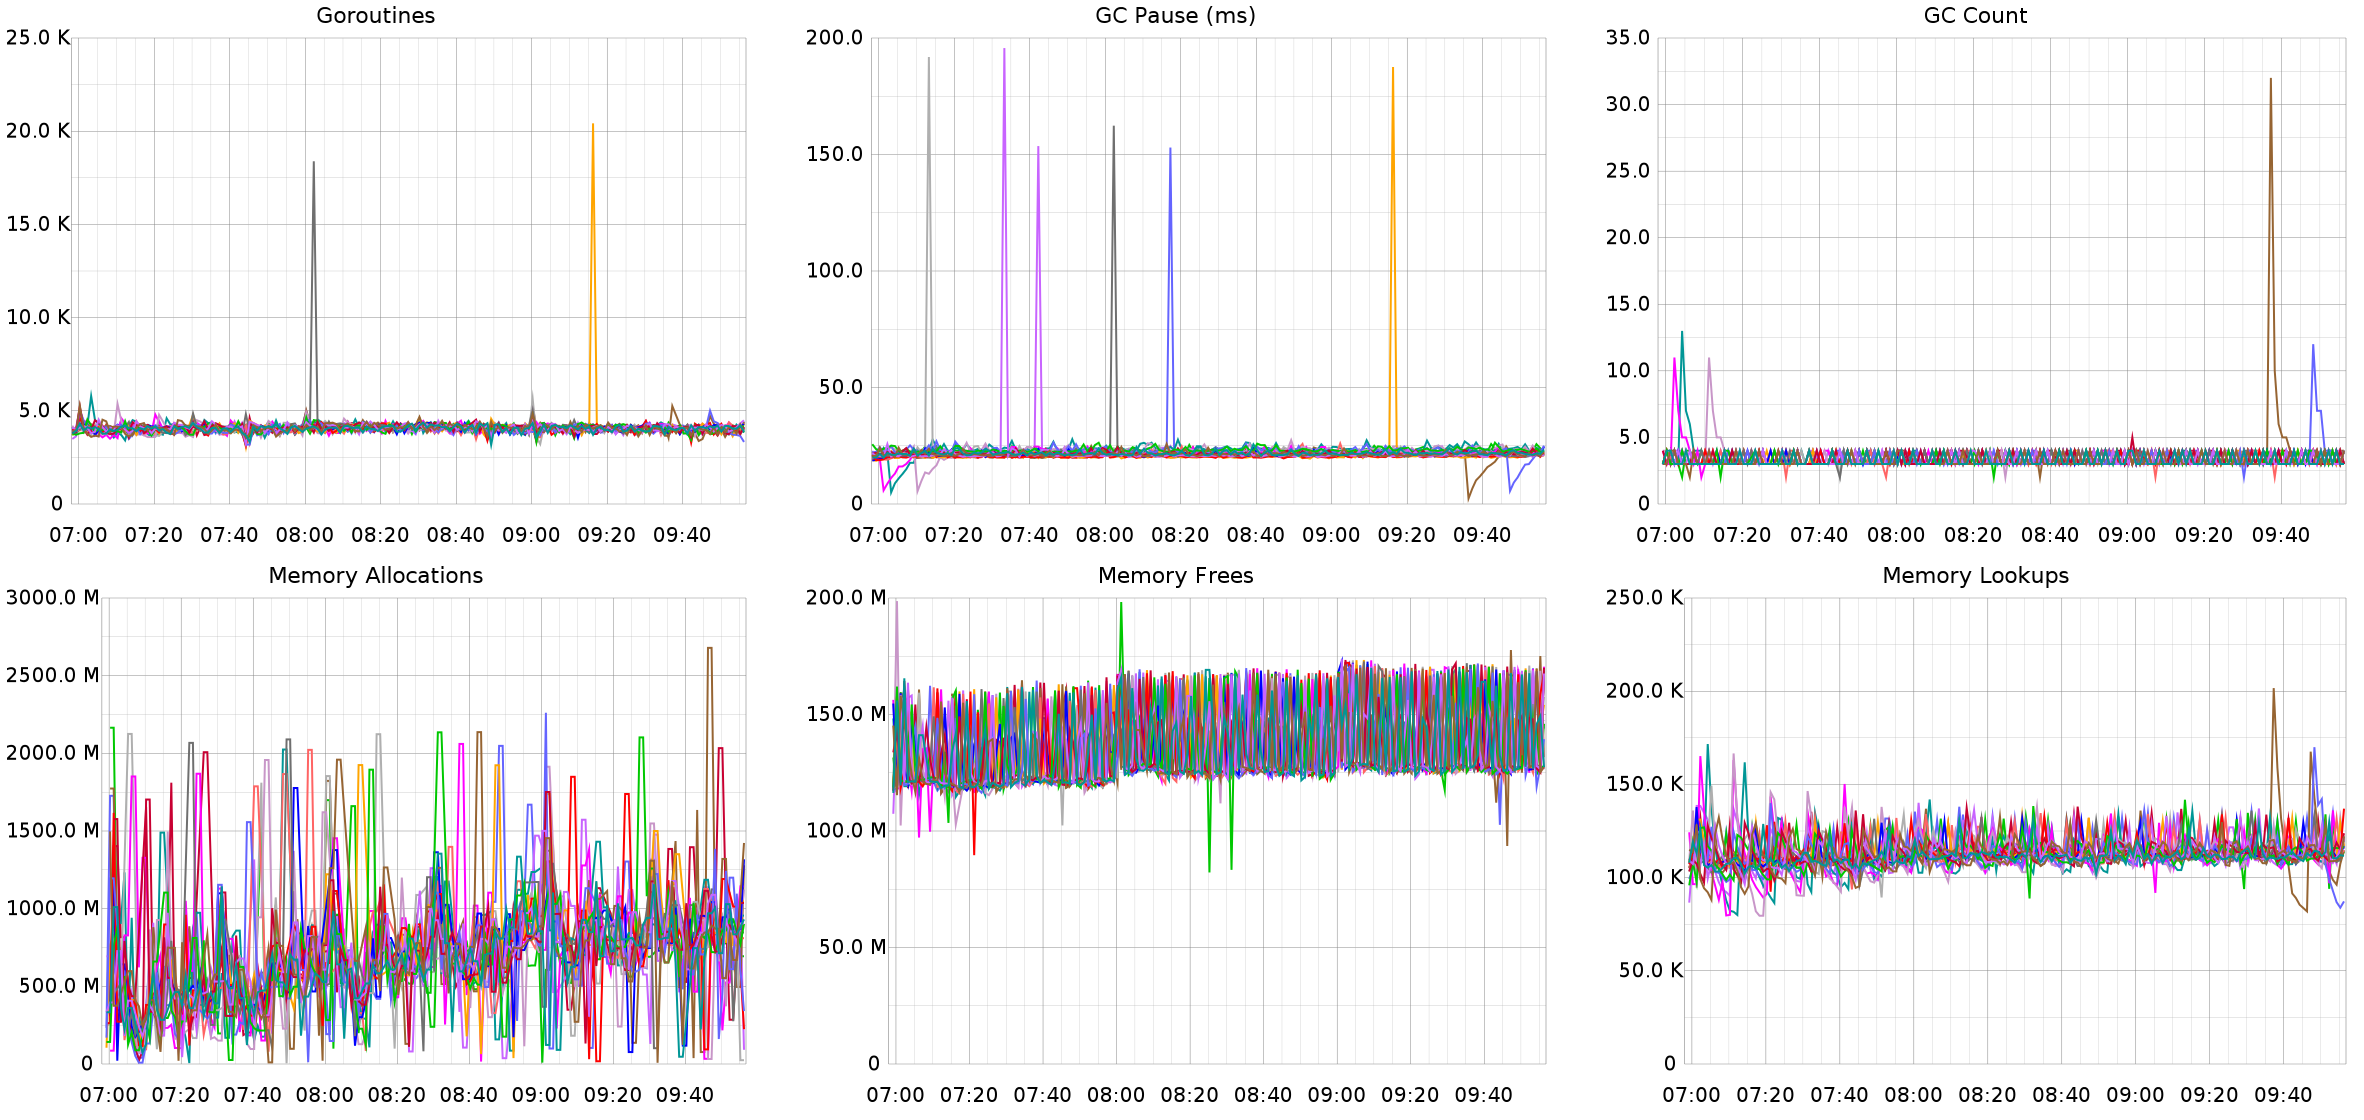 Goroutines
25.0 K
20.0 K
15.0 K
10.0 K
5.0 K
0
07:00 07:20 07:40 08:00 08:20 08:40 09:00 09:20 09:40
GC Pause (ms)
200.0
150.0
100.0
50.0
0
07:00 07:20 07:40 08:00 08:20 08:40 09:00 09:20 09:40
GC Count
35.0
30.0
25.0
20.0
15.0
10.0
5.0
0
07:00 07:20 07:40 08:00 08:20 08:40 09:00 09:20 09:40
Memory Allocations
3000.0 M
2500.0 M
2000.0 M
1500.0 M
1000.0 M
500.0 M
0
07:00 07:20 07:40 08:00 08:20 08:40 09:00 09:20 09:40
Memory Frees
200.0 M
150.0 M
100.0 M
50.0 M
0
07:00 07:20 07:40 08:00 08:20 08:40 09:00 09:20 09:40
Memory Lookups
250.0 K
200.0 K
150.0 K
100.0 K
50.0 K
0
07:00 07:20 07:40 08:00 08:20 08:40 09:00 09:20 09:40